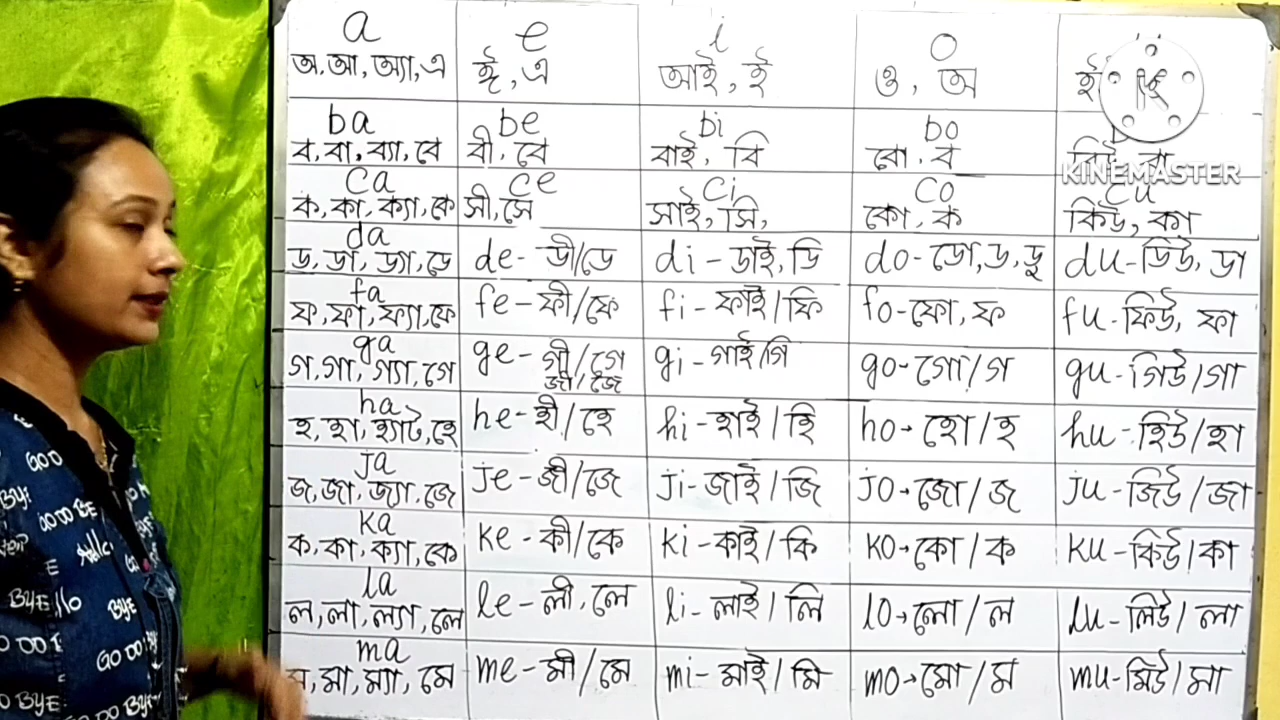 a e i o
অ, আ, অ্যা, এ ঈ, এ আই, ই ও, অ
ba be bi bo
ব, বা, ব্যা, বে বী, বে বাই, বি বো, ব
KINEMASTER
ca ce ci co cu
ক, কা, ক্যা, কে সী, সে সাই, সি, কো, ক কিউ, কা
da
ড, ডা, ড্যা, ডে de- ডী/ডে di – ডাই, ডি do- ডো, ড, ডু du-ডিউ, ডা
fa
ফ, ফা, ফ্যা, ফে fe - ফী/ফে fi - ফাই/ফি fo-ফো, ফ fu-ফিউ, ফা
ga
গ, গা, গ্যা, গে ge- গী/গে gi-গাই/গি go-গো/গ gu-গিউ/গা
জী/জে
ha
হ, হা, হ্যাট, হে he-হী/হে hi-হাই/হি ho-হো/হ hu-হিউ/হা
ja
জ, জা, জ্যা, জে je-জী/জে ji-জাই/জি jo-জো/জ ju-জিউ/জা
ka
ক, কা, ক্যা, কে ke-কী/কে ki-কাই/কি ko-কো/ক ku-কিউ/কা
la
ল, লা, ল্যা, লে le-লী, লে li-লাই/লি lo-লো/ল lu-লিউ/লা
ma
ম, মা, ম্যা, মে me-মী/মে mi-মাই/মি mo-মো/ম mu-মিউ/মা